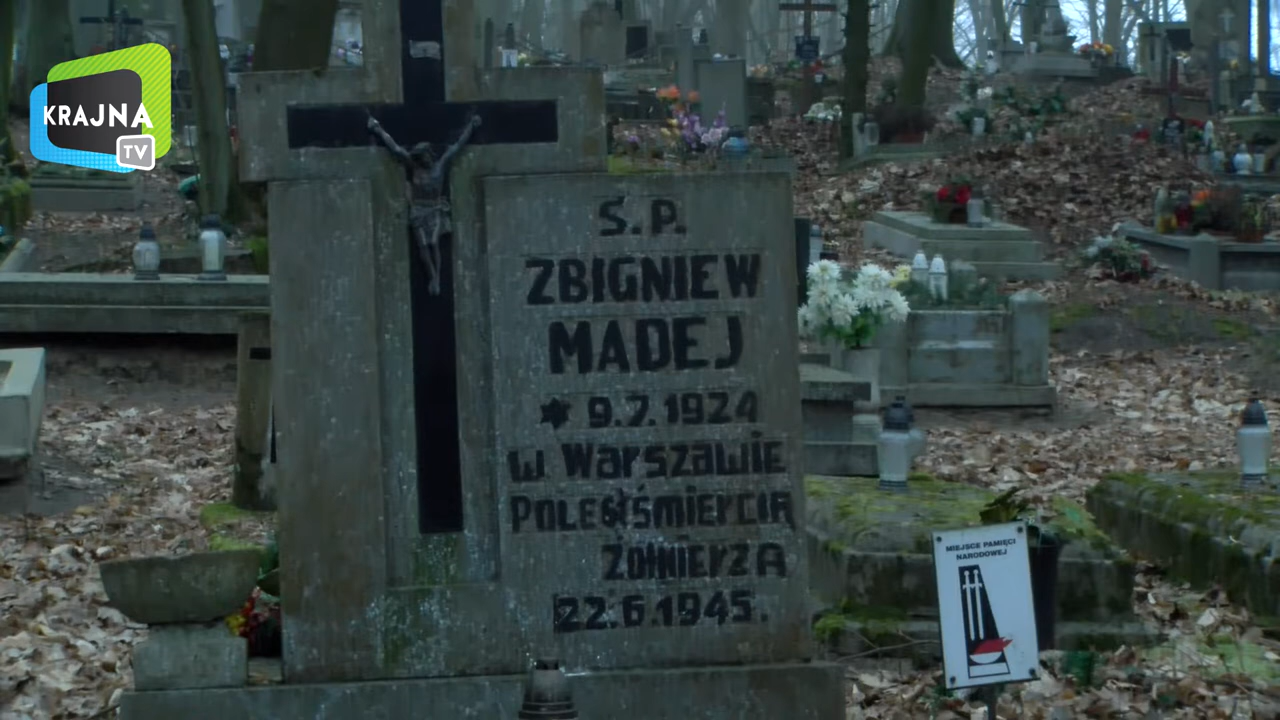 KRAJNA
TV
Ś.P.
ZBIGNIEW
MADEJ
* 9.7.1924
w Warszawie
Poległ śmiercią
Żołnierza
22.6.1945.
MIEJSCE PAMIĘCI
NARODOWEJ